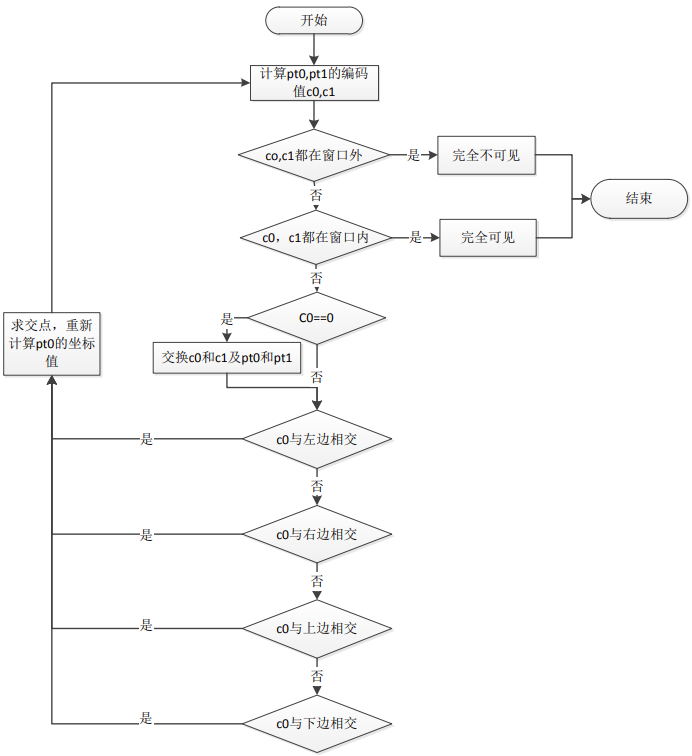 开始
计算pt0,pt1的编码
值c0,c1
co,c1都在窗口外
是
完全不可见
否
结束
c0，c1都在窗口内
是
完全可见
否
C0==0
是
交换c0和c1及pt0和pt1
否
求交点，重新
计算pt0的坐标
值
c0与左边相交
是
否
c0与右边相交
是
否
c0与上边相交
是
否
c0与下边相交
是